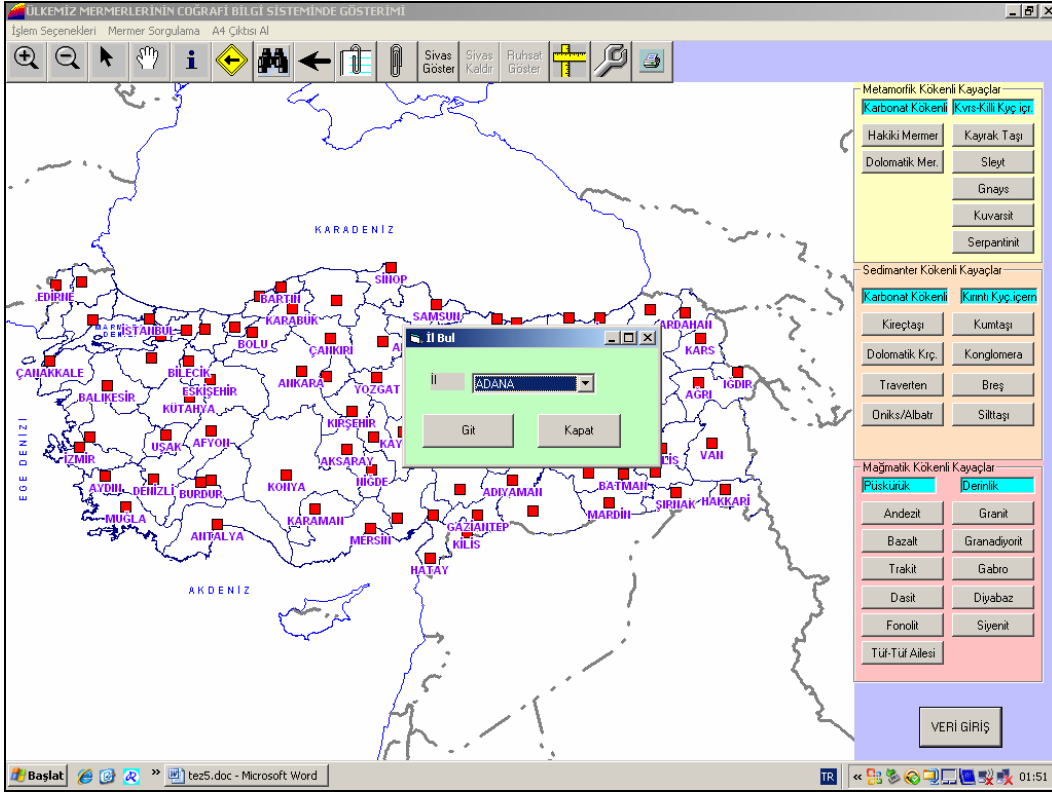 ÜLKEMİZ MERMERLERİNİN COĞRAFİ BİLGİ SİSTEMİNDE GÖSTERİMİ
İşlem Seçenekleri Mermer Sorgulama A4 Çıktısı Al
Sivas Göster
Sivas Kaldır
Ruhsat Göster
KARADENİZ
EGE DENİZİ
AKDENİZ
SİNOP
EDİRNE
BARTIN
SAMSUN
KARABÜK
İSTANBUL
ARDAHAN
BOLU
ÇANKIRI
KARS
ÇANAKKALE
BİLECİK
ANKARA
YOZGAT
IĞDIR
BALIKESİR
ESKİŞEHİR
AĞRI
KÜTAHYA
KIRŞEHİR
UŞAK
AFYON
KAY
İZMİR
AKSARAY
LİS
VAN
AYDIN
DENİZLİ
BURDUR
KONYA
NİĞDE
ADIYAMAN
BATMAN
MARDİN
ŞIRNAK
HAKKARİ
MUĞLA
KARAMAN
GAZİANTEP
ANTALYA
MERSİN
KİLİS
HATAY
İl Bul
İl
ADANA
Git
Kapat
Metamorfik Kökenli Kayaçlar
Karbonat Kökenli
Kvrs-Killi Kyç içr.
Hakiki Mermer
Kayrak Taşı
Dolomatik Mer.
Sleyt
Gnays
Kuvarsit
Serpantinit
Sedimanter Kökenli Kayaçlar
Karbonat Kökenli
Kırıntı Kyç.içern
Kireçtaşı
Kumtaşı
Dolomatik Krç.
Konglomera
Traverten
Breş
Oniks/Albatr
Silttaşı
Mağmatik Kökenli Kayaçlar
Püskürük
Derinlik
Andezit
Granit
Bazalt
Granadiyorit
Trakit
Gabro
Dasit
Diyabaz
Fonolit
Siyenit
Tüf-Tüf Ailesi
VERİ GİRİŞ
Başlat
tez5.doc - Microsoft Word
TR
01:51